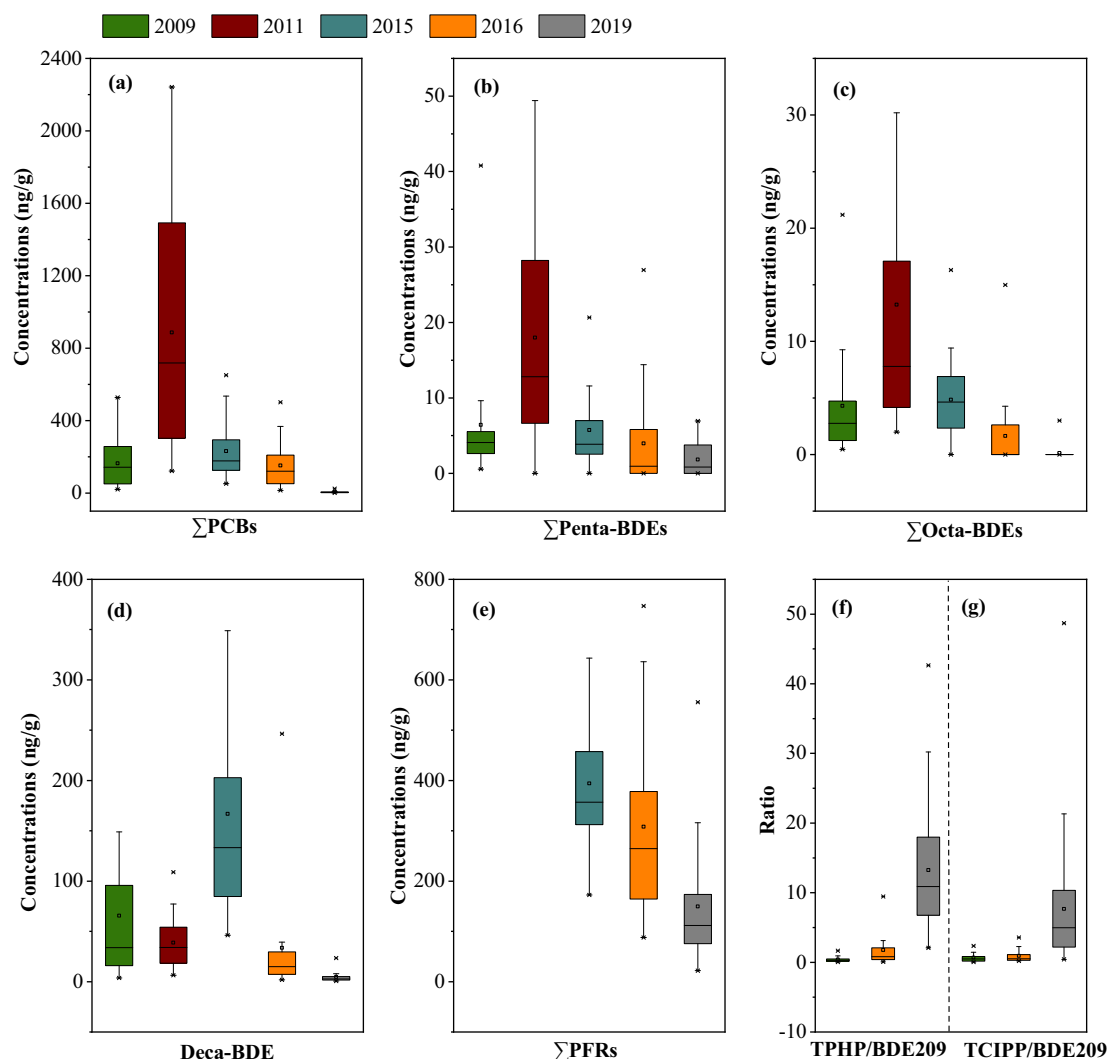 2009 2011 2015 2016 2019
(a)
2400
2000
1600
1200
800
400
0
Concentrations (ng/g)
∑PCBs
(b)
50
40
30
20
10
0
Concentrations (ng/g)
∑Penta-BDEs
(c)
30
20
10
0
Concentrations (ng/g)
∑Octa-BDEs
(d)
400
300
200
100
0
Concentrations (ng/g)
Deca-BDE
(e)
800
600
400
200
0
Concentrations (ng/g)
∑PFRs
(f) (g)
50
40
30
20
10
0
-10
Ratio
TPHP/BDE209 TCIPP/BDE209